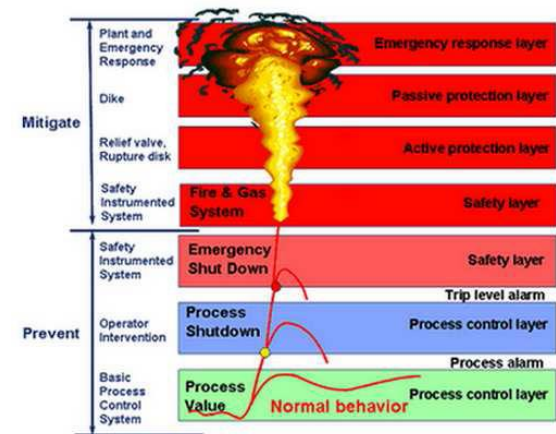 Plant and
Emergency
Response
Emergency response layer
Dike
Passive protection layer
Mitigate
Relief valve,
Rupture disk
Active protection layer
Safety
Instrumented
System
Fire & Gas
System
Safety layer
Safety
Instrumented
System
Emergency
Shut Down
Safety layer
Trip level alarm
Prevent
Operator
Intervention
Process
Shutdown
Process control layer
Process alarm
Basic
Process
Control
System
Process
Value
Normal behavior
Process control layer